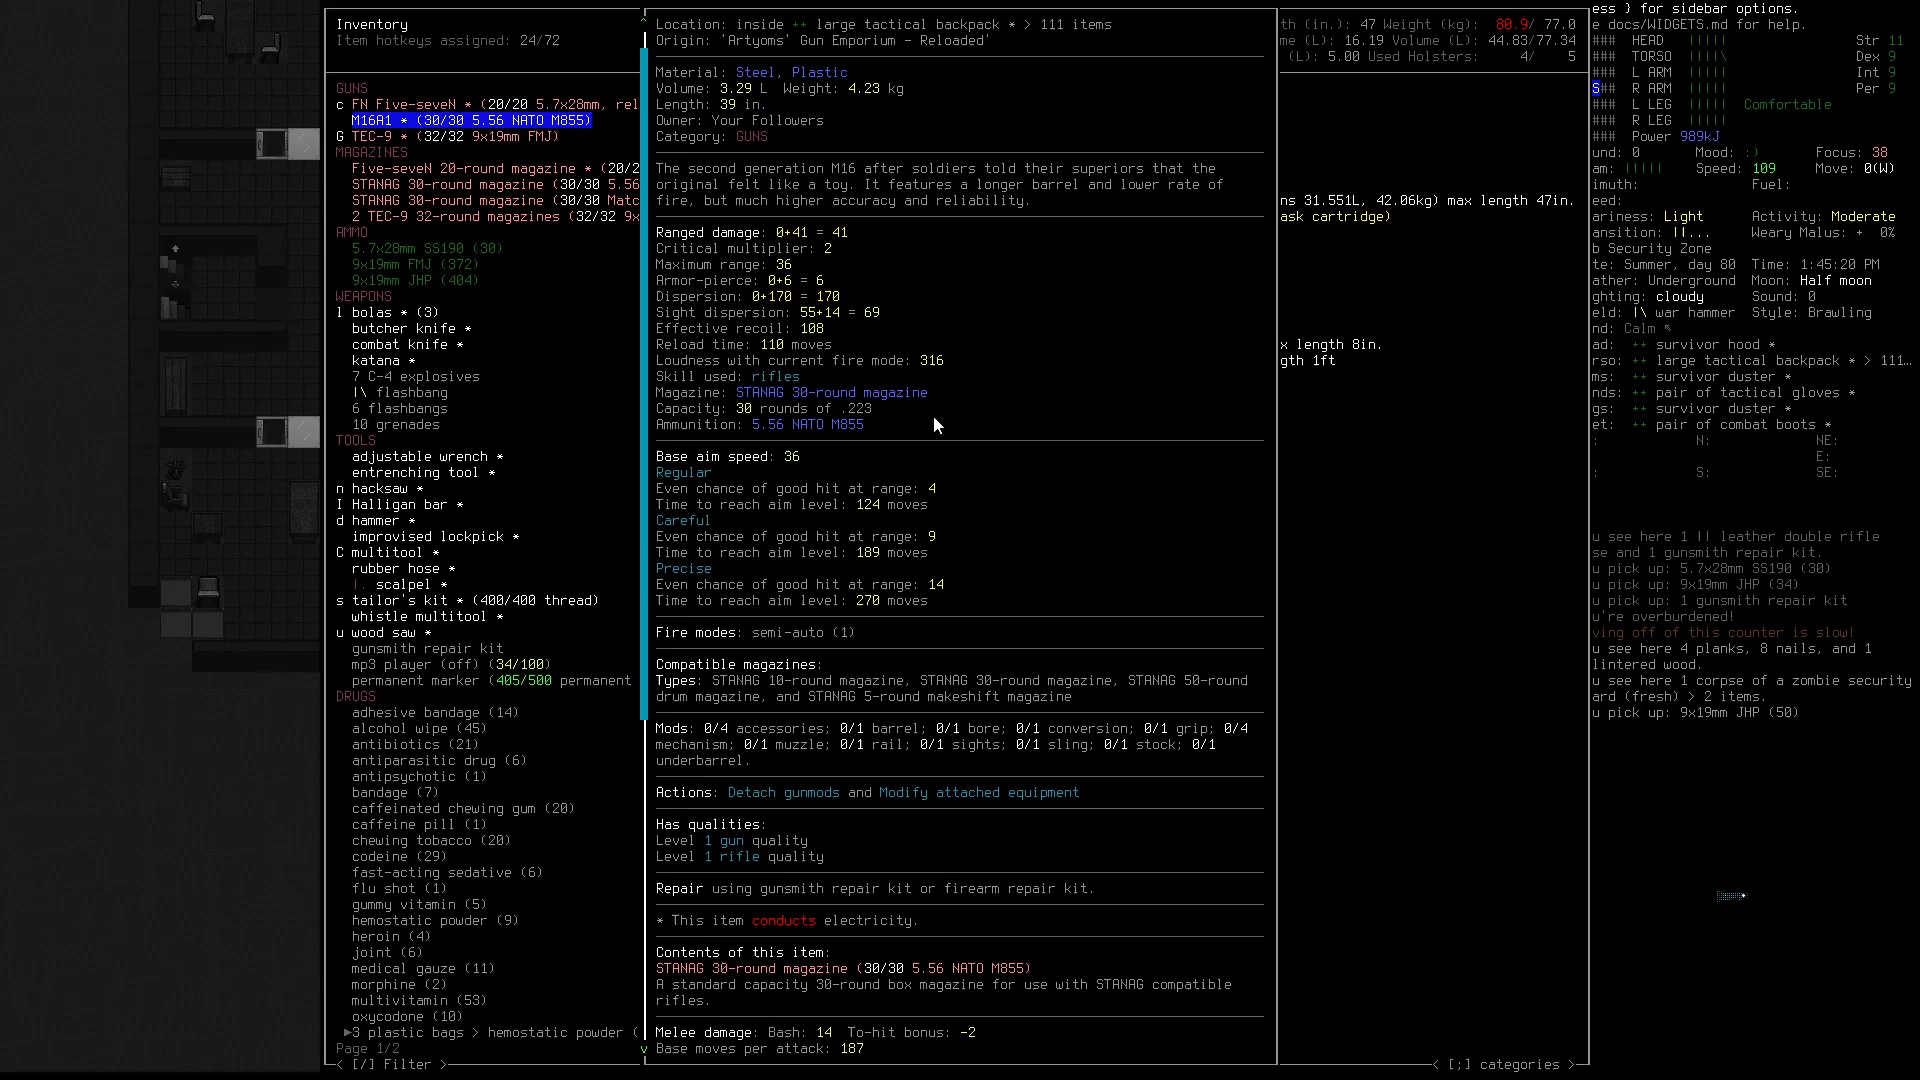 Inventory
Item hotkeys assigned: 24/72
GUNS
c FN Five-seveN * (20/20 5.7x28mm, rel
M16A1 * (30/30 5.56 NATO M855)
G TEC-9 * (32/32 9x19mm FMJ)
MAGAZINES
Five-seveN 20-round magazine * (20/2
STANAG 30-round magazine (30/30 5.56
STANAG 30-round magazine (30/30 Matc
2 TEC-9 32-round magazines (32/32 9x
AMMO
5.7x28mm SS190 (30)
9x19mm FMJ (372)
9x19mm JHP (404)
WEAPONS
l bolas * (3)
butcher knife *
combat knife *
katana *
7 C-4 explosives
|\ flashbang
6 flashbangs
10 grenades
TOOLS
adjustable wrench *
entrenching tool *
n hacksaw *
I Halligan bar *
d hammer *
improvised lockpick *
C multitool *
rubber hose *
|. scalpel *
s tailor's kit * (400/400 thread)
whistle multitool *
u wood saw *
gunsmith repair kit
mp3 player (off) (34/100)
permanent marker (405/500 permanent
DRUGS
adhesive bandage (14)
alcohol wipe (45)
antibiotics (21)
antiparasitic drug (6)
antipsychotic (1)
bandage (7)
caffeinated chewing gum (20)
caffeine pill (1)
chewing tobacco (20)
codeine (29)
fast-acting sedative (6)
flu shot (1)
gummy vitamin (5)
hemostatic powder (9)
heroin (4)
joint (6)
medical gauze (11)
morphine (2)
multivitamin (53)
oxycodone (10)
▶3 plastic bags > hemostatic powder (
Page 1/2
< [/] Filter >
Location: inside ++ large tactical backpack * > 111 items
Origin: 'Artyoms' Gun Emporium - Reloaded'
Material: Steel, Plastic
Volume: 3.29 L  Weight: 4.23 kg
Length: 39 in.
Owner: Your Followers
Category: GUNS
The second generation M16 after soldiers told their superiors that the
original felt like a toy. It features a longer barrel and lower rate of
fire, but much higher accuracy and reliability.
Ranged damage: 0+41 = 41
Critical multiplier: 2
Maximum range: 36
Armor-pierce: 0+6 = 6
Dispersion: 0+170 = 170
Sight dispersion: 55+14 = 69
Effective recoil: 108
Reload time: 110 moves
Loudness with current fire mode: 316
Skill used: rifles
Magazine: STANAG 30-round magazine
Capacity: 30 rounds of .223
Ammunition: 5.56 NATO M855
Base aim speed: 36
Regular
Even chance of good hit at range: 4
Time to reach aim level: 124 moves
Careful
Even chance of good hit at range: 9
Time to reach aim level: 189 moves
Precise
Even chance of good hit at range: 14
Time to reach aim level: 270 moves
Fire modes: semi-auto (1)
Compatible magazines:
Types: STANAG 10-round magazine, STANAG 30-round magazine, STANAG 50-round
drum magazine, and STANAG 5-round makeshift magazine
Mods: 0/4 accessories; 0/1 barrel; 0/1 bore; 0/1 conversion; 0/1 grip; 0/4
mechanism; 0/1 muzzle; 0/1 rail; 0/1 sights; 0/1 sling; 0/1 stock; 0/1
underbarrel.
Actions: Detach gunmods and Modify attached equipment
Has qualities:
Level 1 gun quality
Level 1 rifle quality
Repair using gunsmith repair kit or firearm repair kit.
* This item conducts electricity.
Contents of this item:
STANAG 30-round magazine (30/30 5.56 NATO M855)
A standard capacity 30-round box magazine for use with STANAG compatible
rifles.
Melee damage: Bash: 14  To-hit bonus: -2
Base moves per attack: 187
th (in.): 47 Weight (kg): 80.9/ 77.0
me (L): 16.19 Volume (L): 44.83/77.34
(L): 5.00 Used Holsters: 4/ 5
ns 31.551L, 42.06kg) max length 47in.
ask cartridge)
x length 8in.
gth 1ft
< [;] categories >
ess } for sidebar options.
e docs/WIDGETS.md for help.
### HEAD ||||| Str 11
### TORSO ||||\ Dex 9
### L ARM ||||| Int 9
S## R ARM ||||| Per 9
### L LEG ||||| Comfortable
### R LEG |||||
### Power 989kJ
und: 0 Mood: :) Focus: 38
am: ||||| Speed: 109 Move: 0(W)
imuth: Fuel:
eed:
ariness: Light Activity: Moderate
ansition: ||... Weary Malus: + 0%
b Security Zone
te: Summer, day 80 Time: 1:45:20 PM
ather: Underground Moon: Half moon
ghting: cloudy Sound: 0
eld: |\ war hammer Style: Brawling
nd: Calm
ad: ++ survivor hood *
rso: ++ large tactical backpack * > 111…
ms: ++ survivor duster *
nds: ++ pair of tactical gloves *
gs: ++ survivor duster *
et: ++ pair of combat boots *
: N: NE:
E:
: S: SE:
u see here 1 || leather double rifle
se and 1 gunsmith repair kit.
u pick up: 5.7x28mm SS190 (30)
u pick up: 9x19mm JHP (34)
u pick up: 1 gunsmith repair kit
u're overburdened!
ving off of this counter is slow!
u see here 4 planks, 8 nails, and 1
lintered wood.
u see here 1 corpse of a zombie security
ard (fresh) > 2 items.
u pick up: 9x19mm JHP (50)